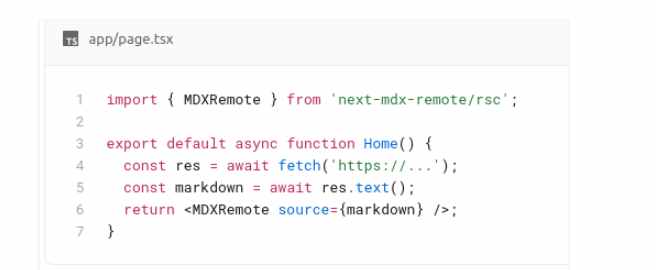 TS app/page.tsx
1 import { MDXRemote } from 'next-mdx-remote/rsc';
2
3 export default async function Home() {
4   const res = await fetch('https://...');
5   const markdown = await res.text();
6   return <MDXRemote source={markdown} />;
7 }